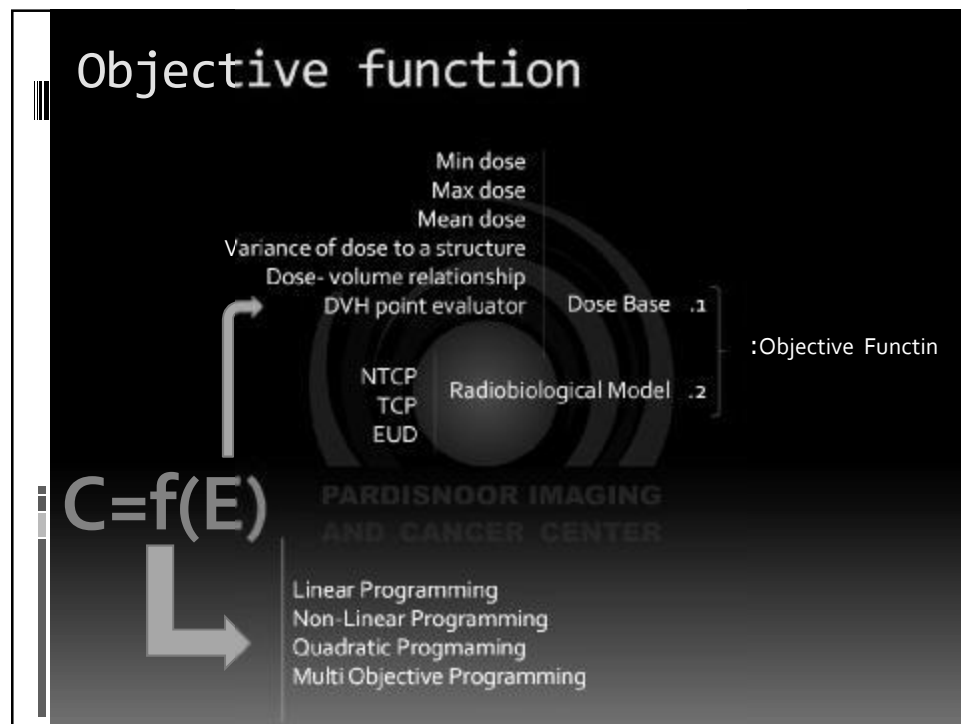 Objective function
Min dose
Max dose
Mean dose
Variance of dose to a structure
Dose- volume relationship
DVH point evaluator
Dose Base .1
:Objective Functin
NTCP
TCP
EUD
Radiobiological Model .2
C=f(E)
PARDISNOOR IMAGING
AND CANCER CENTER
Linear Programming
Non-Linear Programming
Quadratic Progmaming
Multi Objective Programming